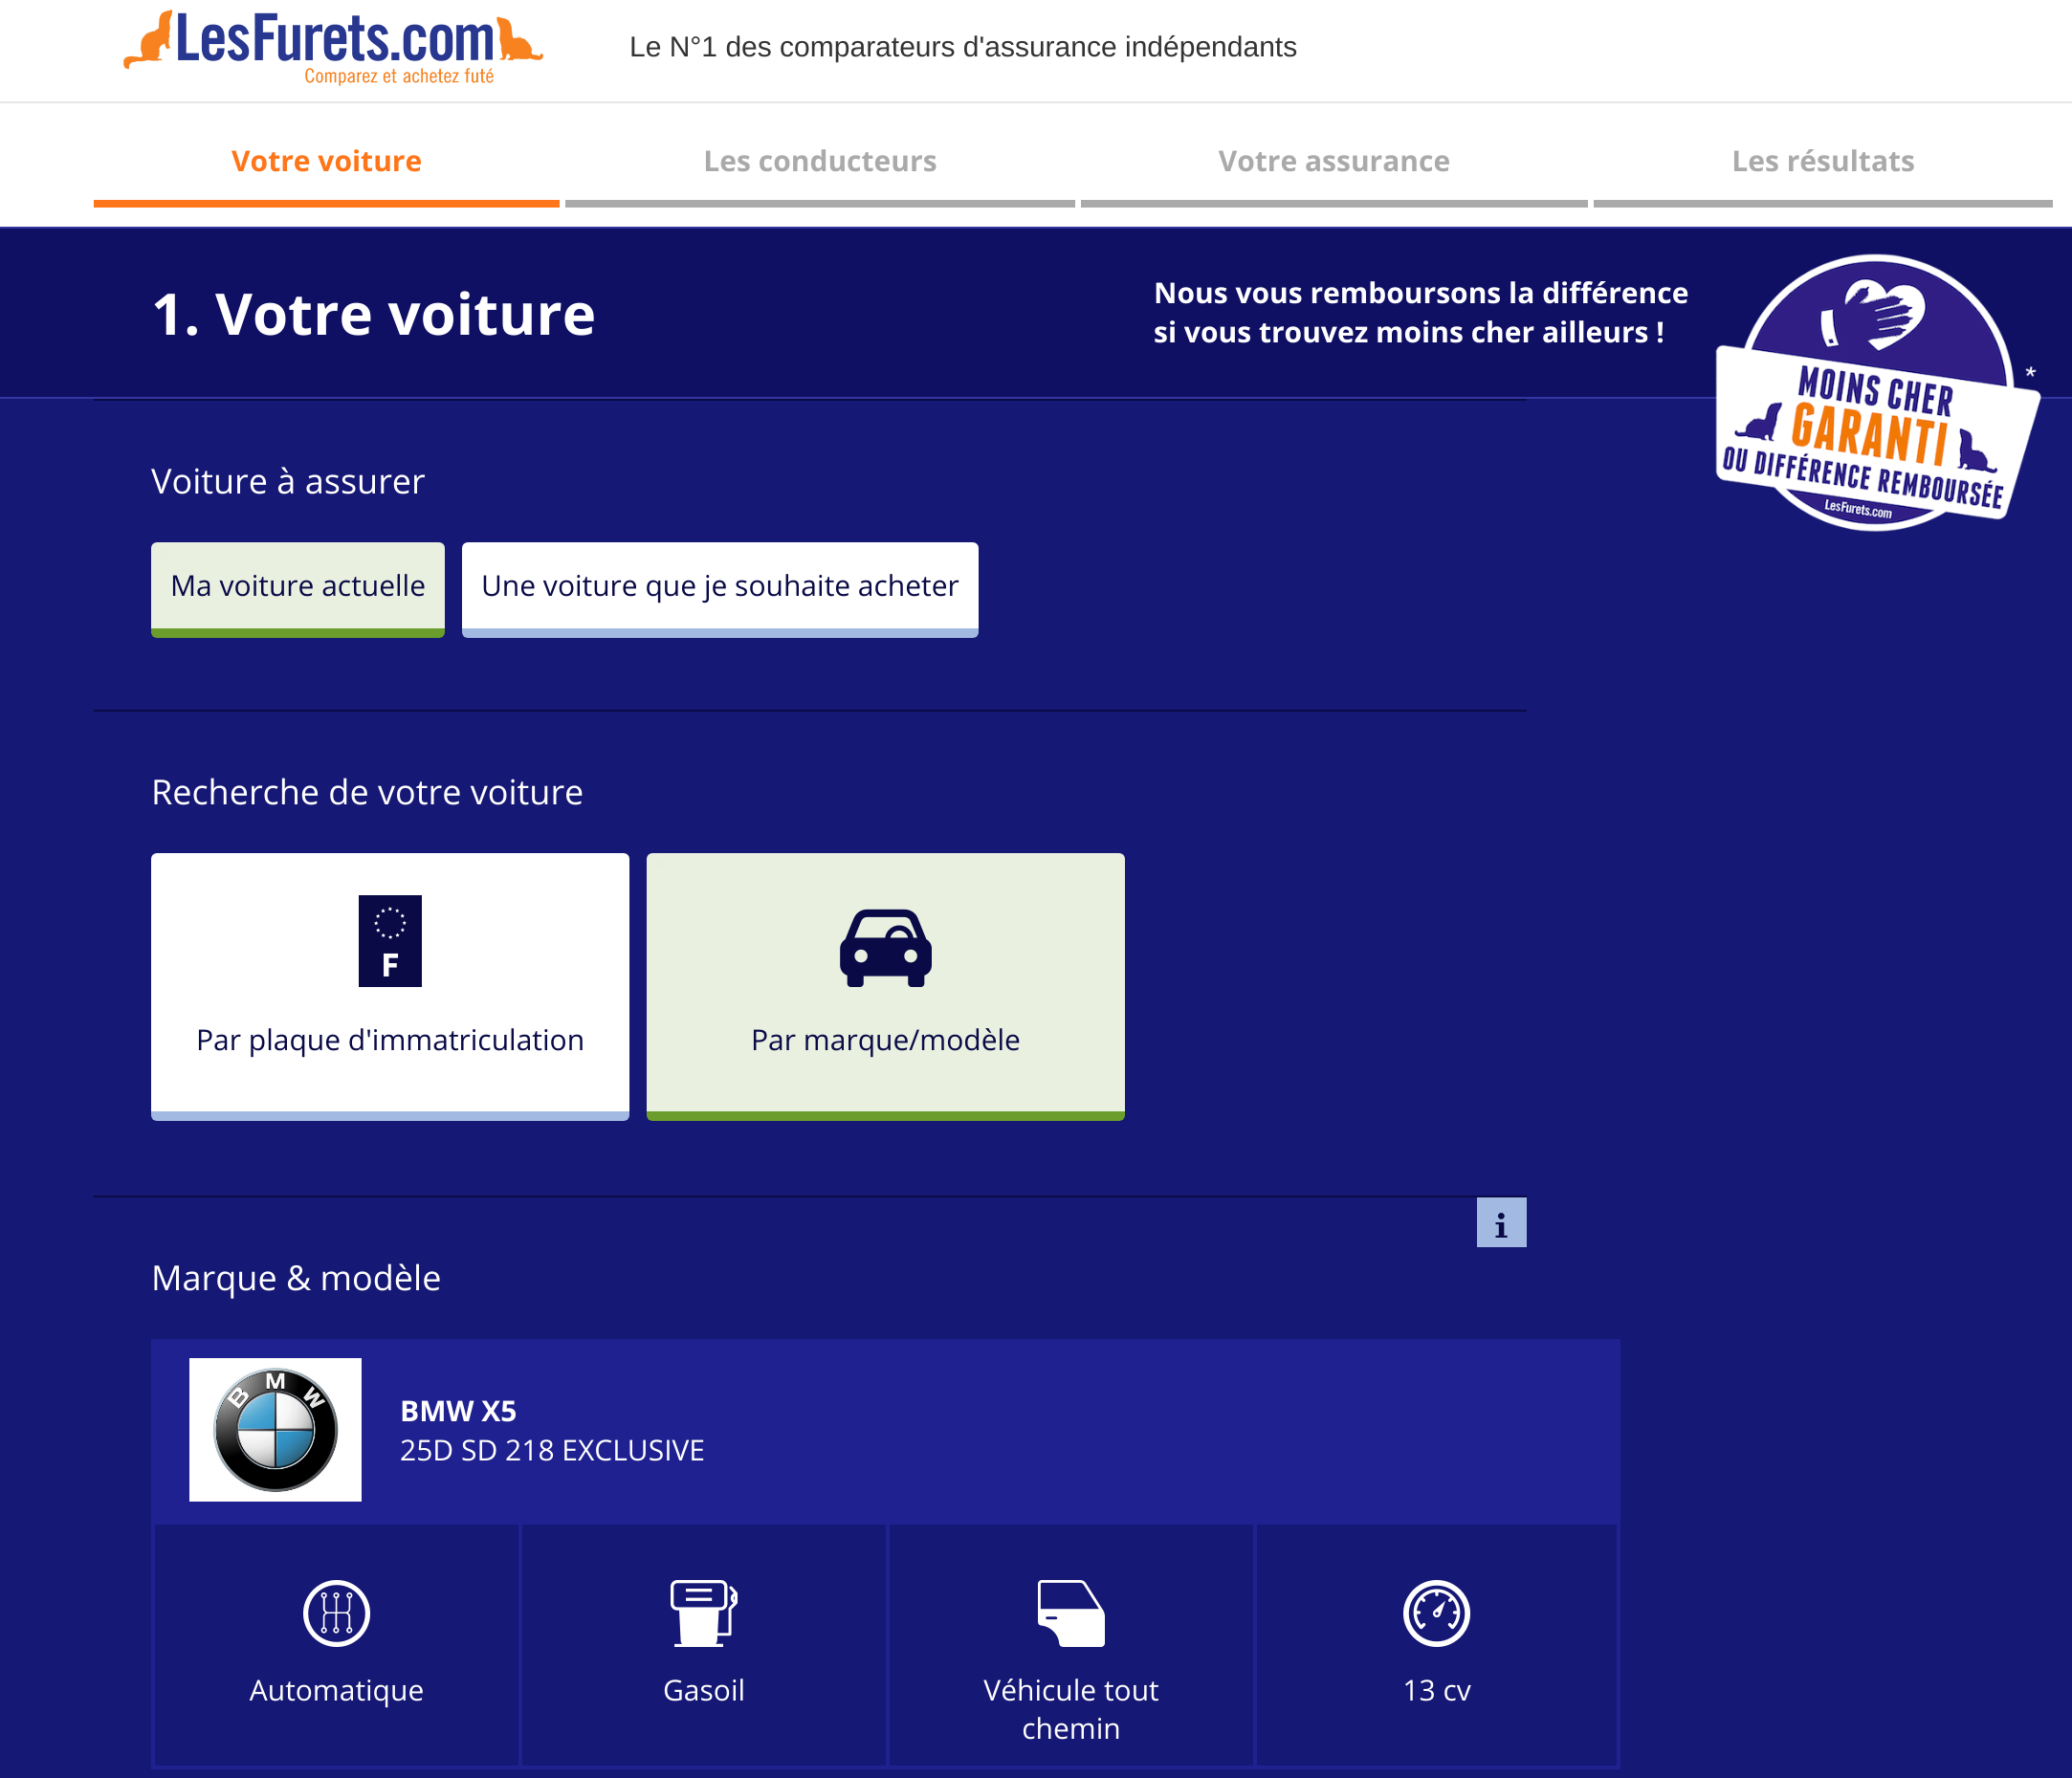 LesFurets.com
Comparez et achetez futé
Le N°1 des comparateurs d'assurance indépendants
Votre voiture
Les conducteurs
Votre assurance
Les résultats
1. Votre voiture
Nous vous remboursons la différence
si vous trouvez moins cher ailleurs !
*
MOINS CHER
GARANTI
OU DIFFÉRENCE REMBOURSÉE
LesFurets.com
Voiture à assurer
Ma voiture actuelle
Une voiture que je souhaite acheter
Recherche de votre voiture
F
Par plaque d'immatriculation
Par marque/modèle
i
Marque & modèle
BMW
BMW X5
25D SD 218 EXCLUSIVE
Automatique
Gasoil
Véhicule tout
chemin
13 cv